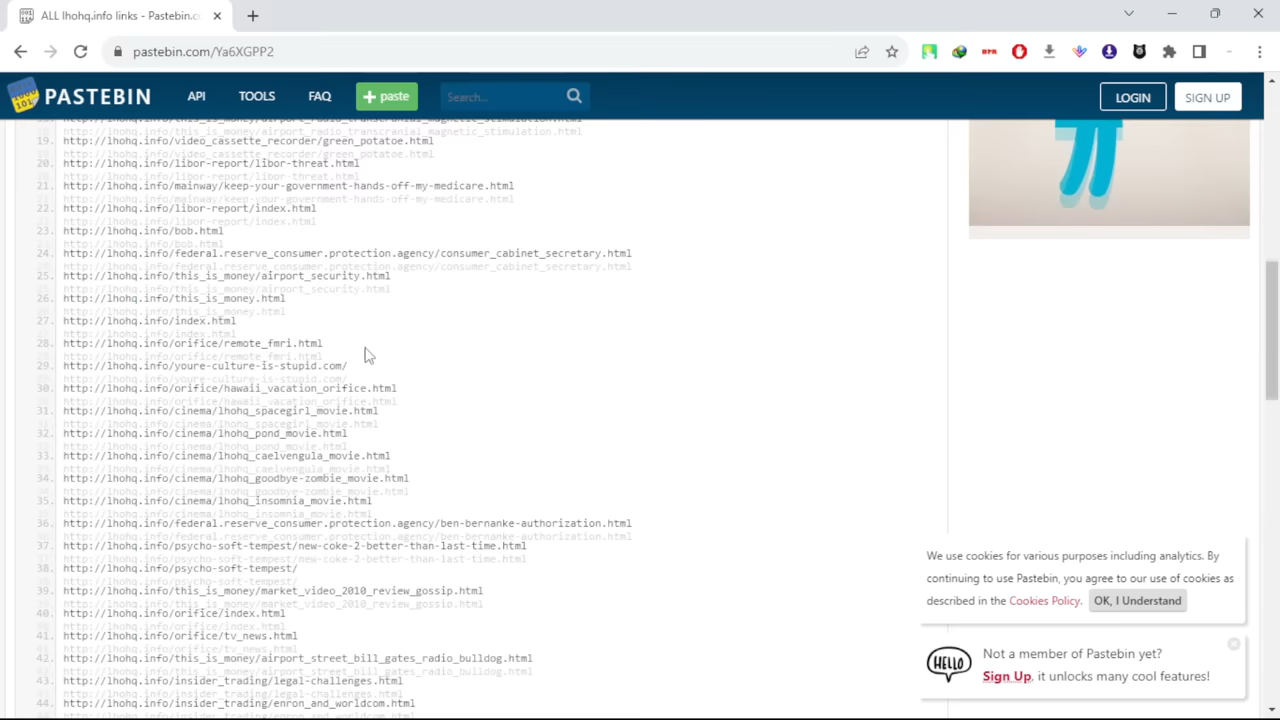 ALL lhohq.info links - Pastebin.c
pastebin.com/Ya6XGPP2
PASTEBIN
API
TOOLS
FAQ
+ paste
Search...
LOGIN
SIGN UP
19. http://lhohq.info/video_cassette_recorder/green_potatoe.html
20. http://lhohq.info/libor-report/libor-threat.html
21. http://lhohq.info/mainway/keep-your-government-hands-off-my-medicare.html
22. http://lhohq.info/libor-report/index.html
23. http://lhohq.info/bob.html
24. http://lhohq.info/federal.reserve_consumer.protection.agency/consumer_cabinet_secretary.html
25. http://lhohq.info/this_is_money/airport_security.html
26. http://lhohq.info/this_is_money.html
27. http://lhohq.info/index.html
28. http://lhohq.info/orifice/remote_fmri.html
29. http://lhohq.info/youre-culture-is-stupid.com/
30. http://lhohq.info/orifice/hawaii_vacation_orifice.html
31. http://lhohq.info/cinema/lhohq_spacegirl_movie.html
32. http://lhohq.info/cinema/lhohq_pond_movie.html
33. http://lhohq.info/cinema/lhohq_caelvengula_movie.html
34. http://lhohq.info/cinema/lhohq_goodbye-zombie_movie.html
35. http://lhohq.info/cinema/lhohq_insomnia_movie.html
36. http://lhohq.info/federal.reserve_consumer.protection.agency/ben-bernanke-authorization.html
37. http://lhohq.info/psycho-soft-tempest/new-coke-2-better-than-last-time.html
38. http://lhohq.info/psycho-soft-tempest/
39. http://lhohq.info/this_is_money/market_video_2010_review_gossip.html
40. http://lhohq.info/orifice/index.html
41. http://lhohq.info/orifice/tv_news.html
42. http://lhohq.info/this_is_money/airport_street_bill_gates_radio_bulldog.html
43. http://lhohq.info/insider_trading/legal-challenges.html
44. http://lhohq.info/insider_trading/enron_and_worldcom.html
We use cookies for various purposes including analytics. By
continuing to use Pastebin, you agree to our use of cookies as
described in the Cookies Policy. OK, I Understand
HELLO
Not a member of Pastebin yet?
Sign Up, it unlocks many cool features!